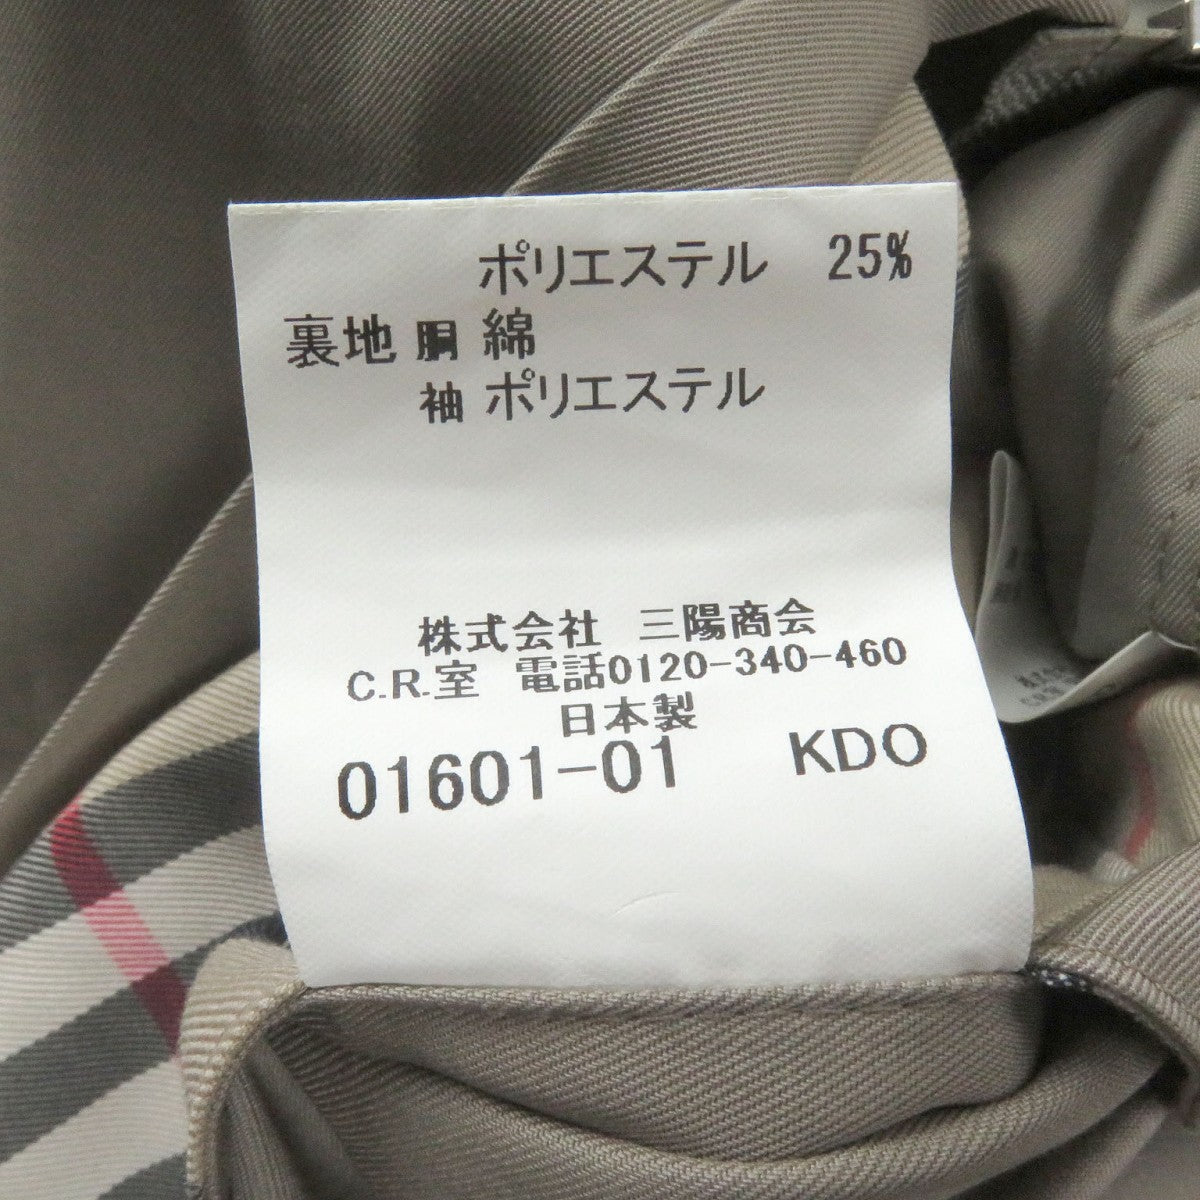 ポリエステル 25%
裏地 胴 綿
袖 ポリエステル
株式会社 三陽商会
C.R.室 電話0120-340-460
日本製
01601-01 KDO